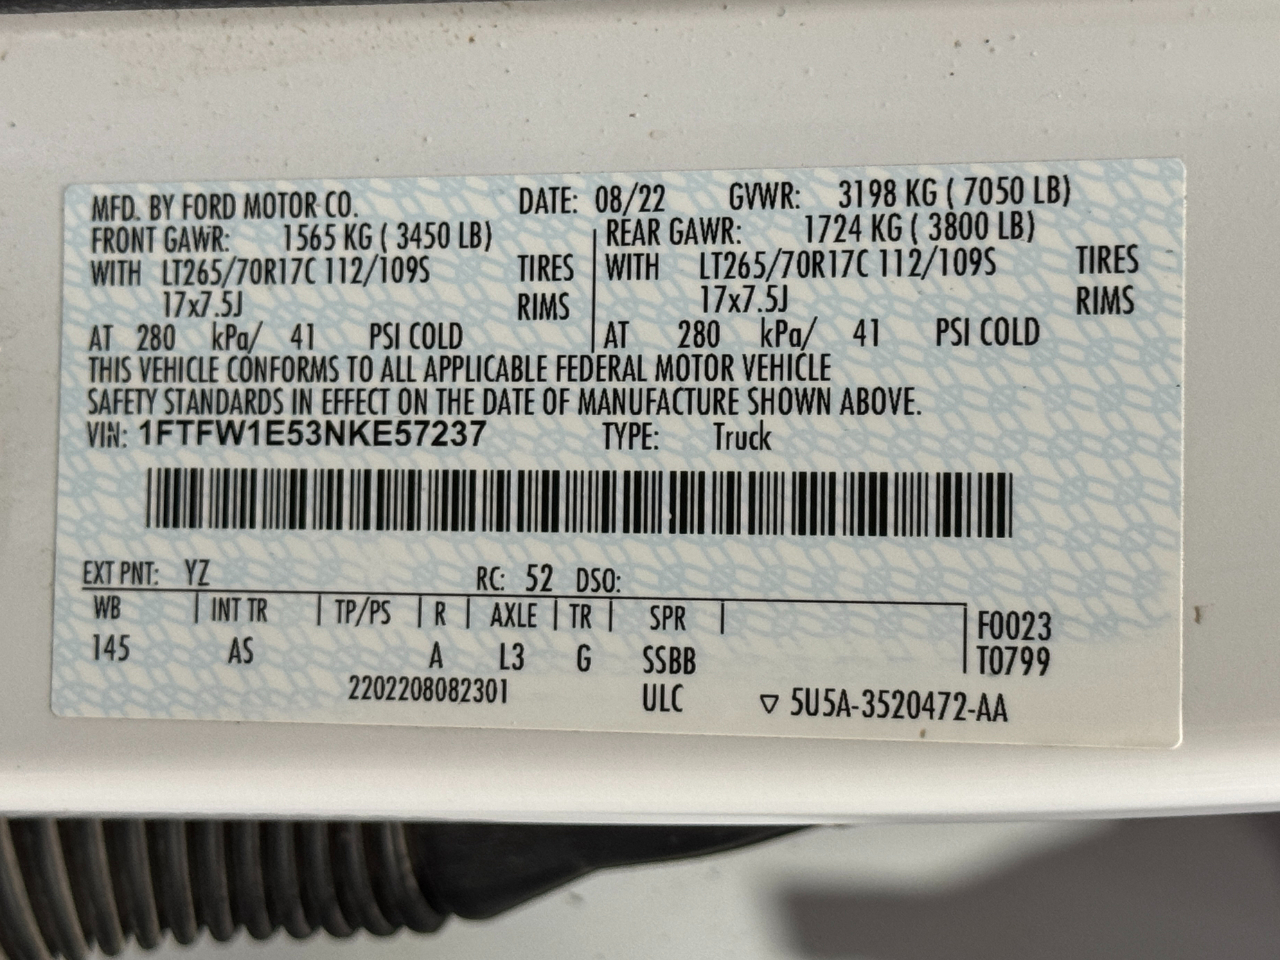 MFD. BY FORD MOTOR CO. DATE: 08/22 GVWR: 3198 KG ( 7050 LB)
FRONT GAWR: 1565 KG ( 3450 LB) REAR GAWR: 1724 KG ( 3800 LB)
WITH LT265/70R17C 112/109S TIRES WITH LT265/70R17C 112/109S TIRES
17x7.5J RIMS 17x7.5J RIMS
AT 280 kPa/ 41 PSI COLD AT 280 kPa/ 41 PSI COLD
THIS VEHICLE CONFORMS TO ALL APPLICABLE FEDERAL MOTOR VEHICLE
SAFETY STANDARDS IN EFFECT ON THE DATE OF MANUFACTURE SHOWN ABOVE.
VIN: 1FTFW1E53NKE57237 TYPE: Truck
EXT PNT: YZ RC: 52 DSO:
WB INT TR TP/PS R AXLE TR SPR F0023
145 AS A L3 G SSBB T0799
2202208082301 ULC ▽ 5U5A-3520472-AA